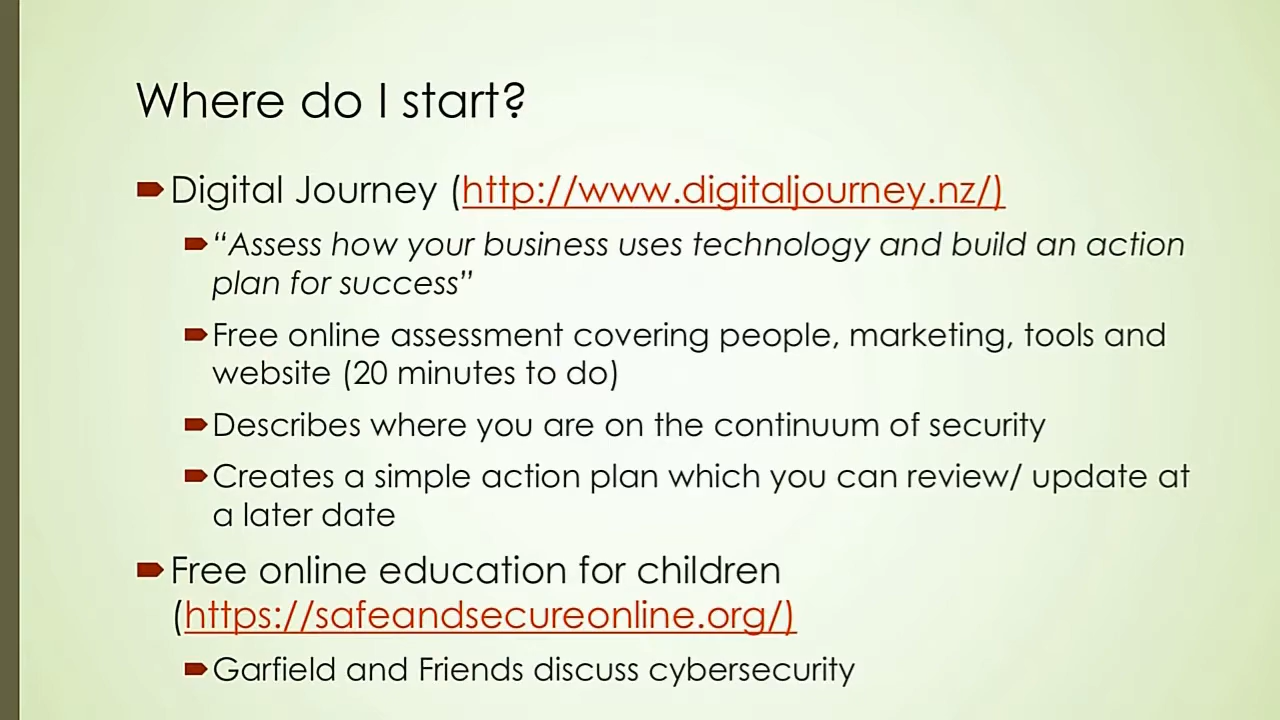 Where do I start?
Digital Journey (http://www.digitaljourney.nz/)
“Assess how your business uses technology and build an action
plan for success”
Free online assessment covering people, marketing, tools and
website (20 minutes to do)
Describes where you are on the continuum of security
Creates a simple action plan which you can review/ update at
a later date
Free online education for children
(https://safeandsecureonline.org/)
Garfield and Friends discuss cybersecurity